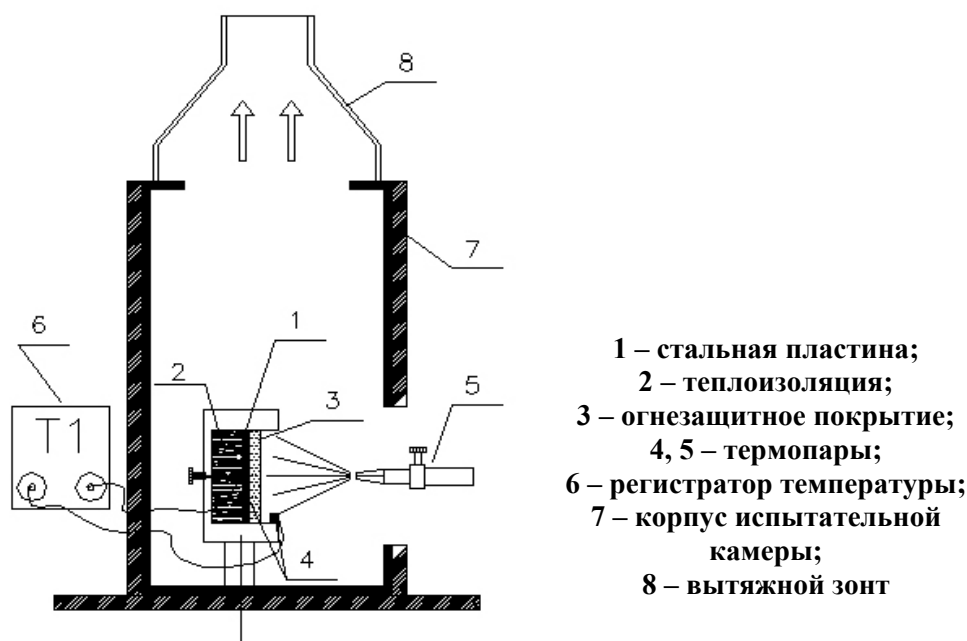 8
7
6
1
2
3
5
T1
4
1 – стальная пластина;
2 – теплоизоляция;
3 – огнезащитное покрытие;
4, 5 – термопары;
6 – регистратор температуры;
7 – корпус испытательной
камеры;
8 – вытяжной зонт